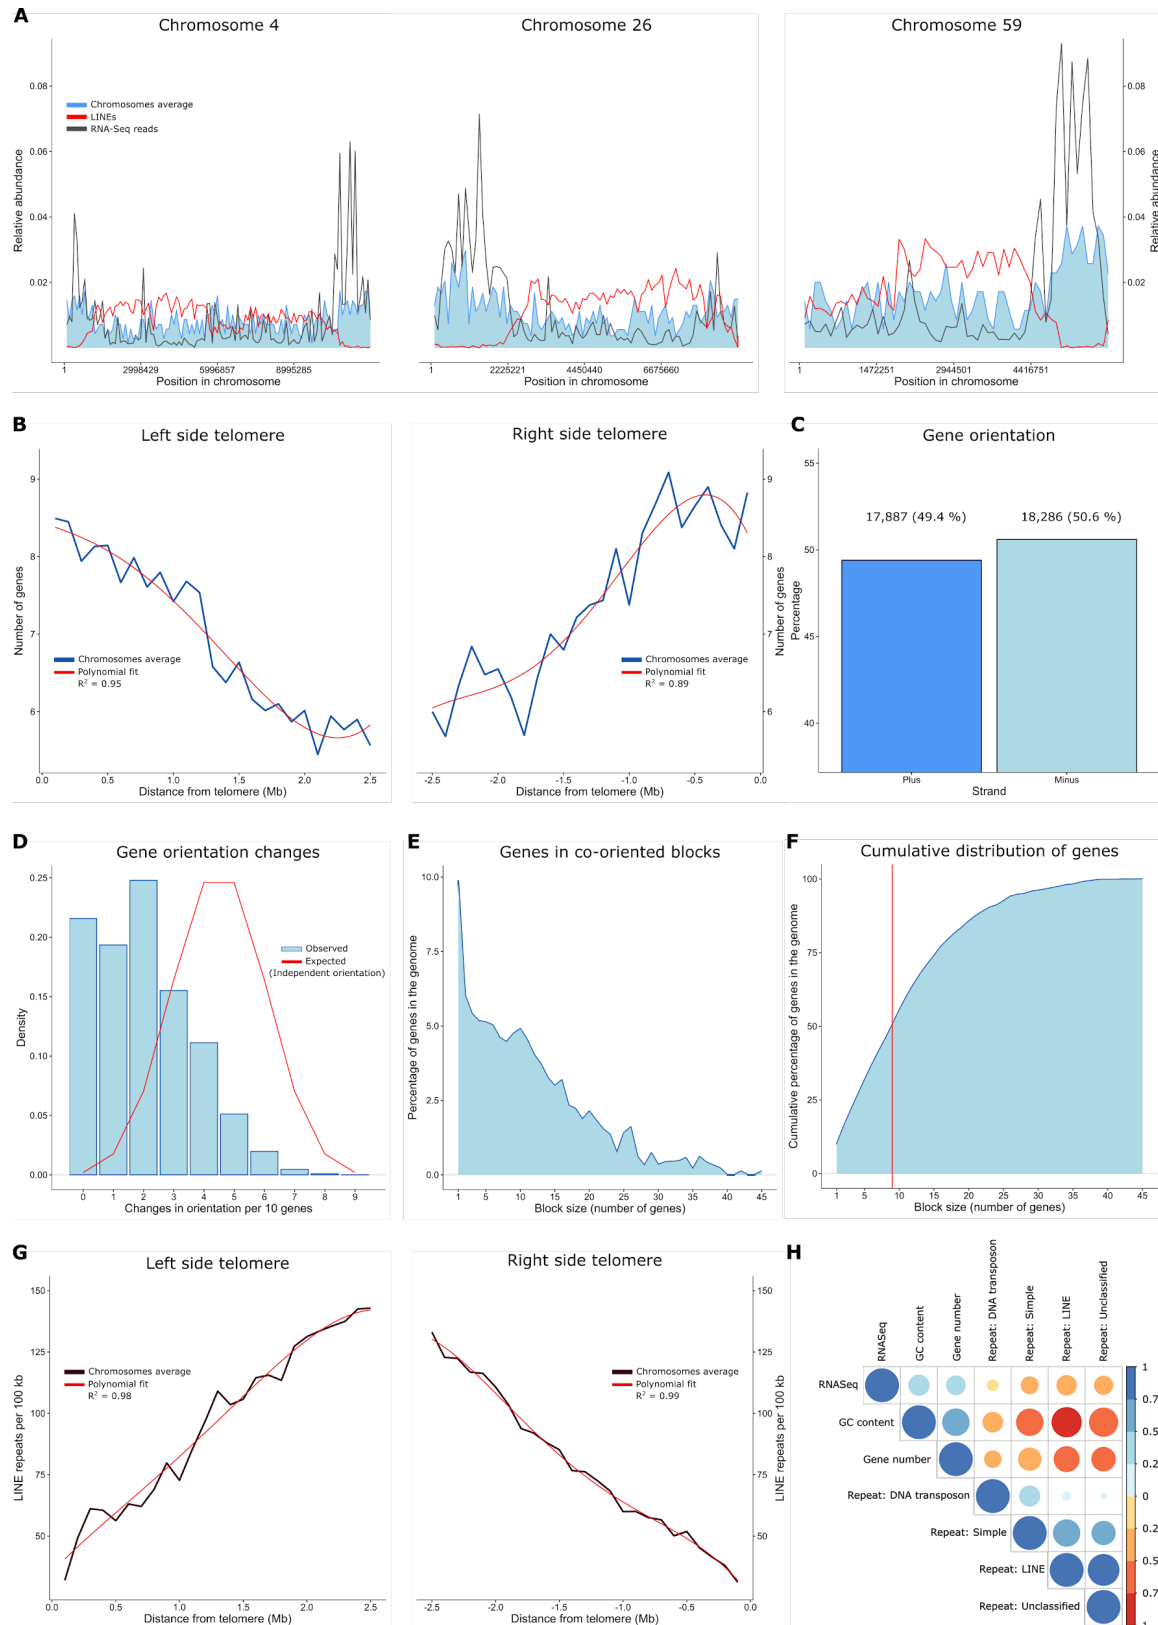 A
Chromosome 4
Chromosome 26
Chromosome 59
Relative abundance
0.08
0.06
0.04
0.02
Chromosomes average
LINEs
RNA-Seq reads
1
2998429
5996857
8995285
Position in chromosome
1
2225221
4450440
6675660
Position in chromosome
1
1472251
2944501
4416751
Position in chromosome
0.08
0.06
0.04
0.02
Relative abundance
B
Left side telomere
Number of genes
9
8
7
6
Chromosomes average
Polynomial fit
R² = 0.95
0.0
0.5
1.0
1.5
2.0
2.5
Distance from telomere (Mb)
Right side telomere
Chromosomes average
Polynomial fit
R² = 0.89
9
8
7
6
Number of genes
-2.5
-2.0
-1.5
-1.0
-0.5
0.0
Distance from telomere (Mb)
C
Gene orientation
Percentage
55
50
45
40
17,887 (49.4 %)
18,286 (50.6 %)
Plus
Minus
Strand
D
Gene orientation changes
Density
0.25
0.20
0.15
0.10
0.05
0.00
Observed
Expected
(Independent orientation)
0
1
2
3
4
5
6
7
8
9
Changes in orientation per 10 genes
E
Genes in co-oriented blocks
Percentage of genes in the genome
10.0
7.5
5.0
2.5
0.0
1
5
10
15
20
25
30
35
40
45
Block size (number of genes)
F
Cumulative distribution of genes
Cumulative percentage of genes in the genome
100
75
50
25
0
1
5
10
15
20
25
30
35
40
45
Block size (number of genes)
G
Left side telomere
LINE repeats per 100 kb
150
125
100
75
50
Chromosomes average
Polynomial fit
R² = 0.98
0.0
0.5
1.0
1.5
2.0
2.5
Distance from telomere (Mb)
Right side telomere
Chromosomes average
Polynomial fit
R² = 0.99
150
125
100
75
50
LINE repeats per 100 kb
-2.5
-2.0
-1.5
-1.0
-0.5
0.0
Distance from telomere (Mb)
H
RNASeq
GC content
Gene number
Repeat: DNA transposon
Repeat: Simple
Repeat: LINE
Repeat: Unclassified
RNASeq
GC content
Gene number
Repeat: DNA transposon
Repeat: Simple
Repeat: LINE
Repeat: Unclassified
1
0.7
0.5
0.2
0
0.2
0.5
0.7
1